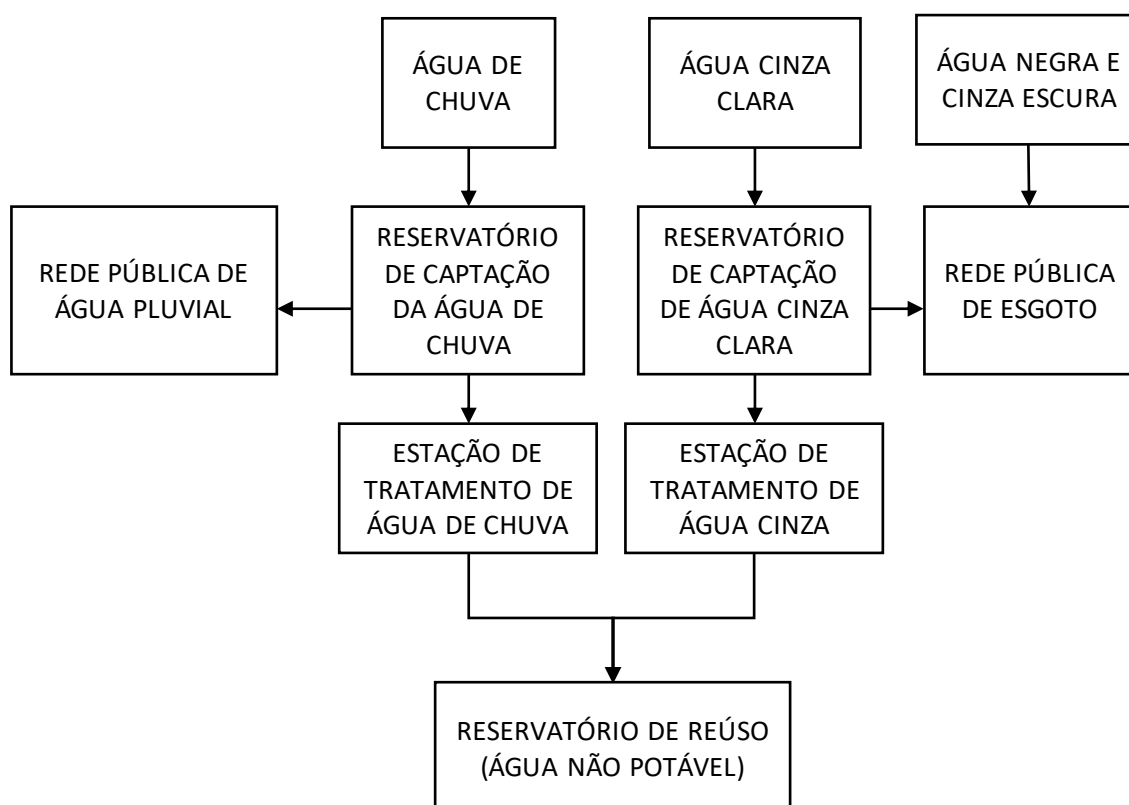 ÁGUA DE
CHUVA
ÁGUA CINZA
CLARA
ÁGUA NEGRA E
CINZA ESCURA
REDE PÚBLICA DE
ÁGUA PLUVIAL
RESERVATÓRIO
DE CAPTAÇÃO
DA ÁGUA DE
CHUVA
RESERVATÓRIO
DE CAPTAÇÃO
DE ÁGUA CINZA
CLARA
REDE PÚBLICA
DE ESGOTO
ESTAÇÃO DE
TRATAMENTO DE
ÁGUA DE CHUVA
ESTAÇÃO DE
TRATAMENTO DE
ÁGUA CINZA
RESERVATÓRIO DE REÚSO
(ÁGUA NÃO POTÁVEL)